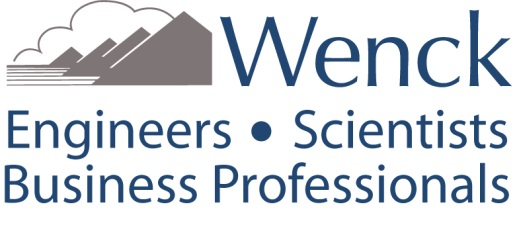 Wenck
Engineers • Scientists
Business Professionals